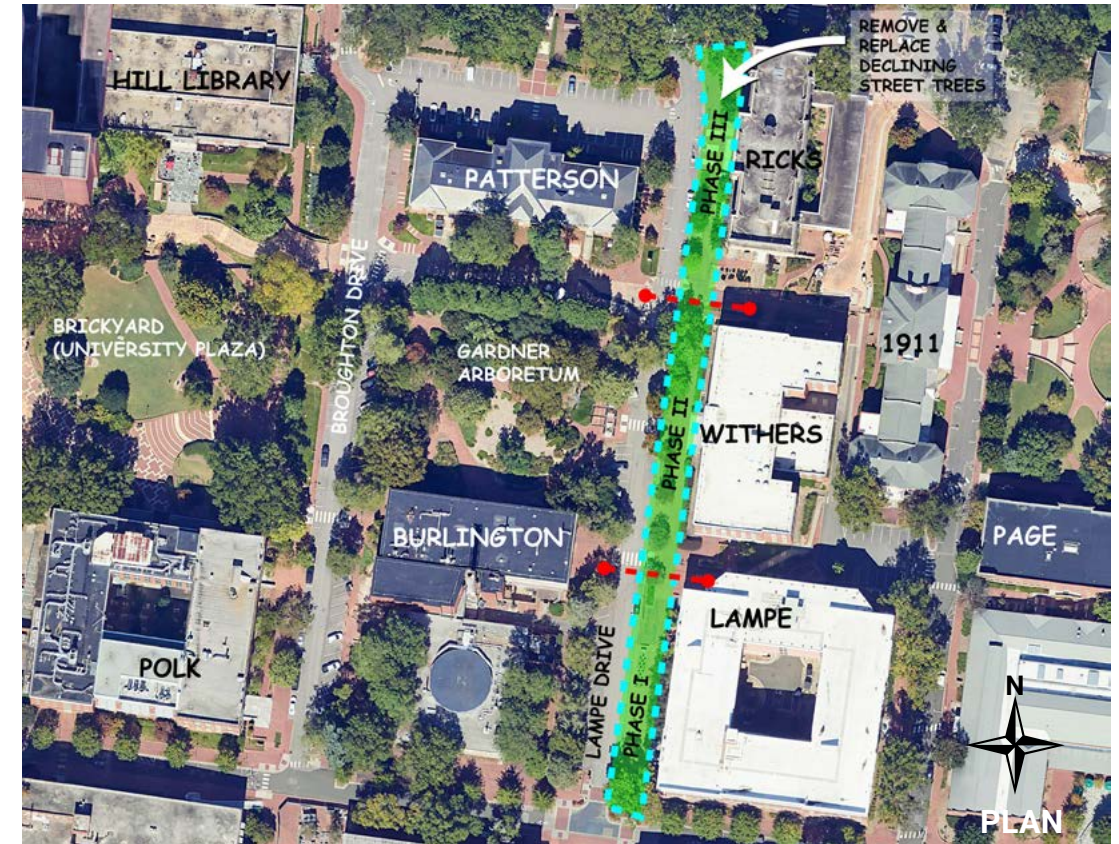 REMOVE &
REPLACE
DECLINING
STREET TREES
HILL LIBRARY
PHASE III
RICKS
PATTERSON
BROUGHTON DRIVE
BRICKYARD
(UNIVERSITY PLAZA)
GARDNER
ARBORETUM
1911
PHASE II
WITHERS
BURLINGTON
PAGE
LAMPE
LAMPE DRIVE
PHASE I
POLK
N
PLAN